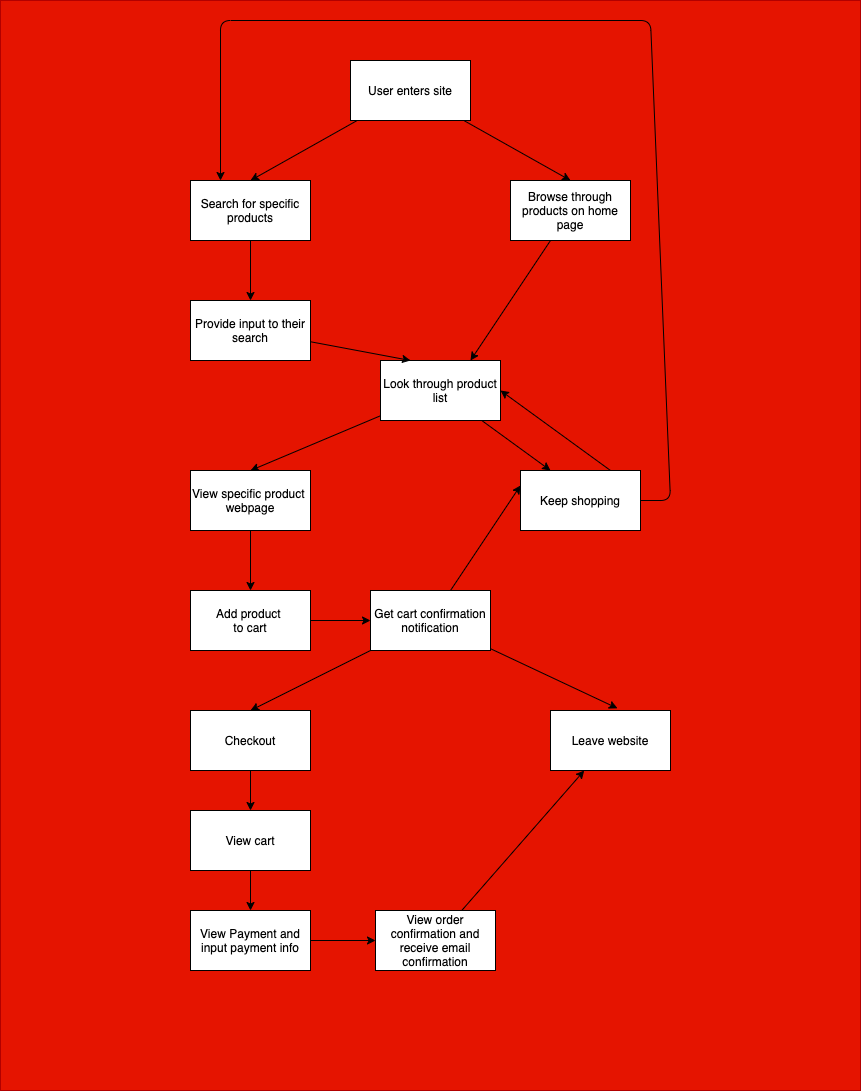 User enters site
Search for specific
products
Browse through
products on home
page
Provide input to their
search
Look through product
list
View specific product
webpage
Keep shopping
Add product
to cart
Get cart confirmation
notification
Checkout
Leave website
View cart
View Payment and
input payment info
View order
confirmation and
receive email
confirmation